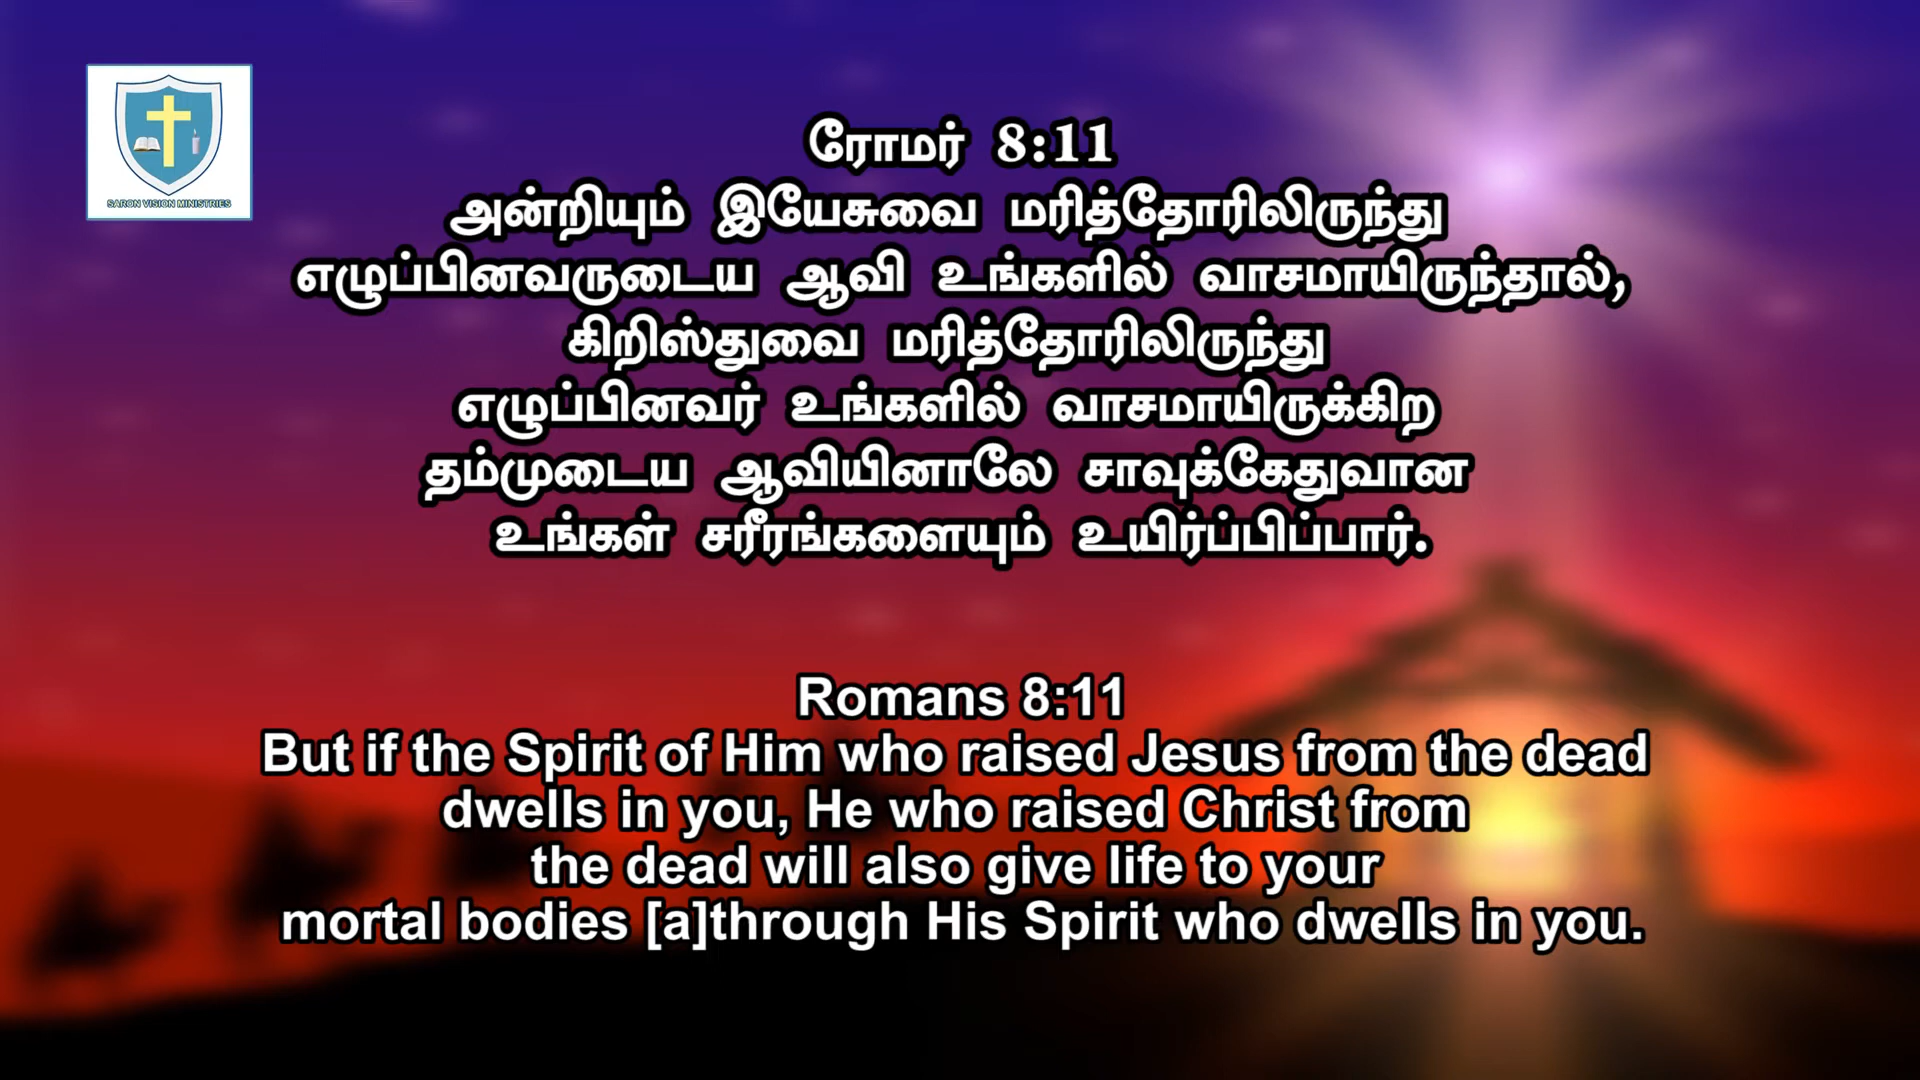 SARON VISION MINISTRIES
ரோமர் 8:11
அன்றியும் இயேசுவை மரித்தோரிலிருந்து
எழுப்பினவருடைய ஆவி உங்களில் வாசமாயிருந்தால்,
கிறிஸ்துவை மரித்தோரிலிருந்து
எழுப்பினவர் உங்களில் வாசமாயிருக்கிற
தம்முடைய ஆவியினாலே சாவுக்கேதுவான
உங்கள் சரீரங்களையும் உயிர்ப்பிப்பார்.
Romans 8:11
But if the Spirit of Him who raised Jesus from the dead
dwells in you, He who raised Christ from
the dead will also give life to your
mortal bodies [a]through His Spirit who dwells in you.